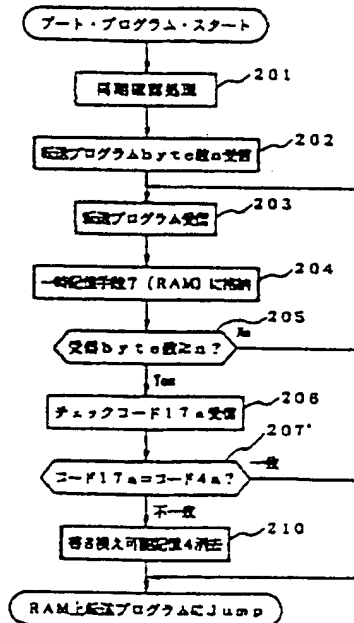 ブート・プログラム・スタート
201
同期確認処理
202
転送プログラムbyte数n受信
203
転送プログラム受信
204
一時記憶手段7(RAM)に格納
205
受信byte数≧n?
No
Yes
206
チェックコード17a受信
207'
コード17a=コード4a?
一致
不一致
210
書き換え可能記憶4消去
RAM上転送プログラムにJump